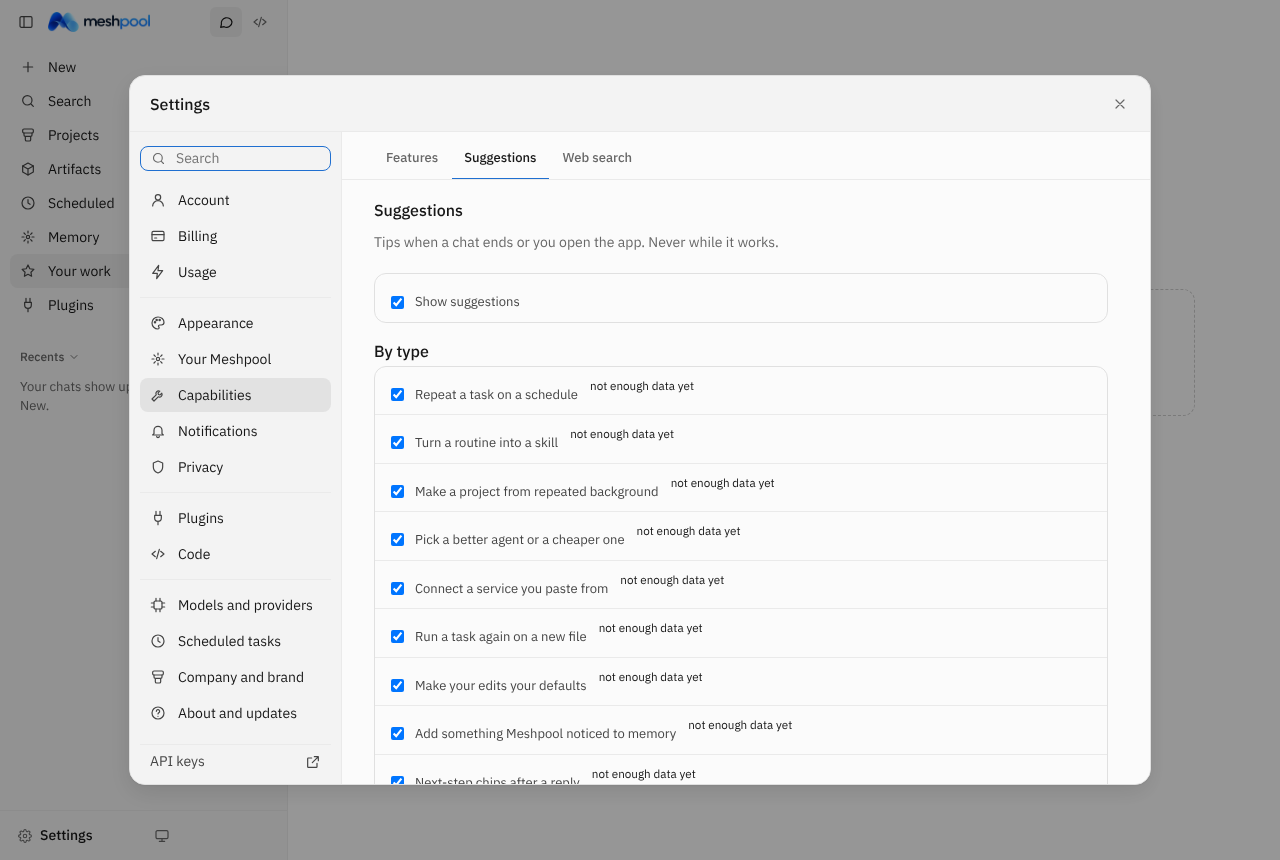 meshpool
New
Search
Projects
Artifacts
Scheduled
Memory
Your work
Plugins
Recents
Your chats show up
New.
Settings
Settings
Search
Account
Billing
Usage
Appearance
Your Meshpool
Capabilities
Notifications
Privacy
Plugins
Code
Models and providers
Scheduled tasks
Company and brand
About and updates
API keys
Features Suggestions Web search
Suggestions
Tips when a chat ends or you open the app. Never while it works.
Show suggestions
By type
Repeat a task on a schedule not enough data yet
Turn a routine into a skill not enough data yet
Make a project from repeated background not enough data yet
Pick a better agent or a cheaper one not enough data yet
Connect a service you paste from not enough data yet
Run a task again on a new file not enough data yet
Make your edits your defaults not enough data yet
Add something Meshpool noticed to memory not enough data yet
Next-step chips after a reply not enough data yet